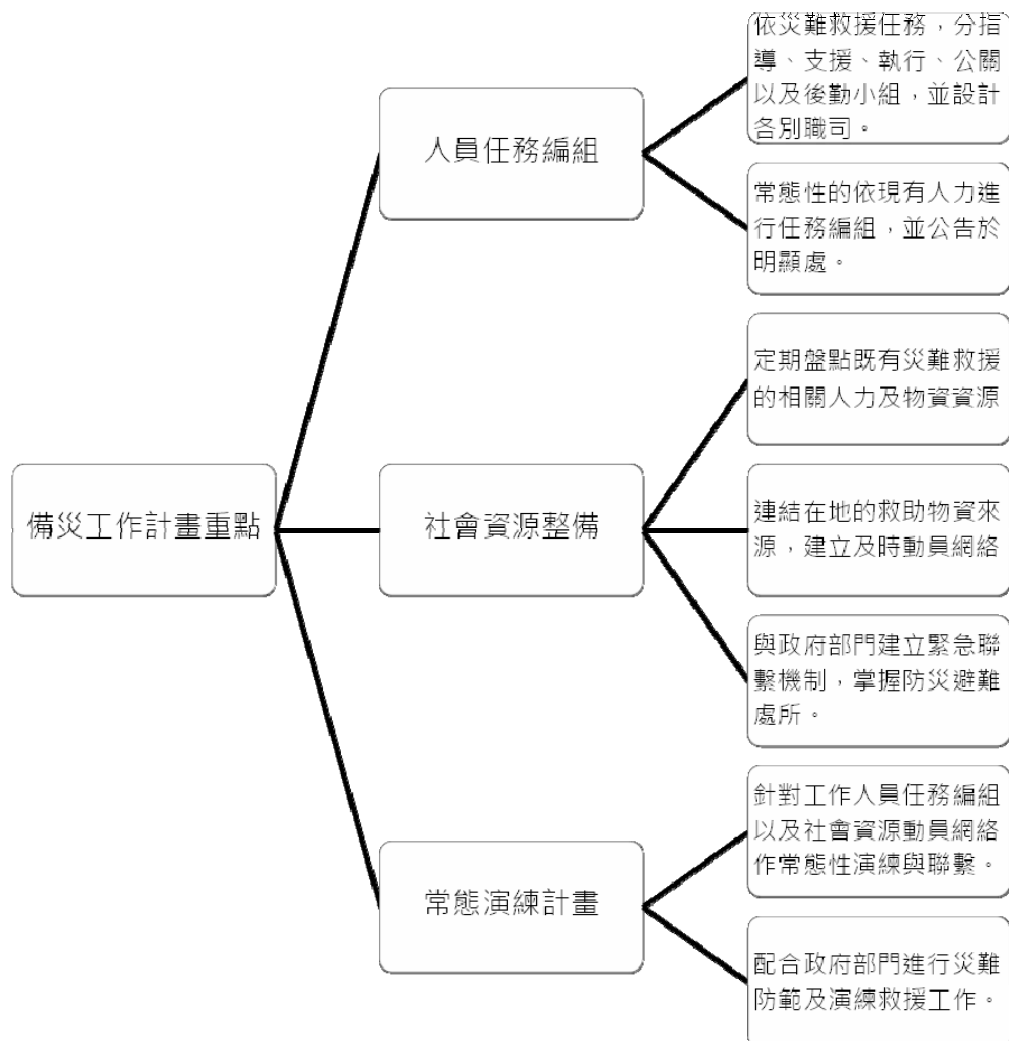 備災工作計畫重點
人員任務編組
依災難救援任務，分指
導、支援、執行、公關
以及後勤小組，並設計
各別職司。
常態性的依現有人力進
行任務編組，並公告於
明顯處。
社會資源整備
定期盤點既有災難救援
的相關人力及物資資源
連結在地的救助物資來
源，建立及時動員網絡
與政府部門建立緊急聯
繫機制，掌握防災避難
處所。
常態演練計畫
針對工作人員任務編組
以及社會資源動員網絡
作常態性演練與聯繫。
配合政府部門進行災難
防範及演練救援工作。